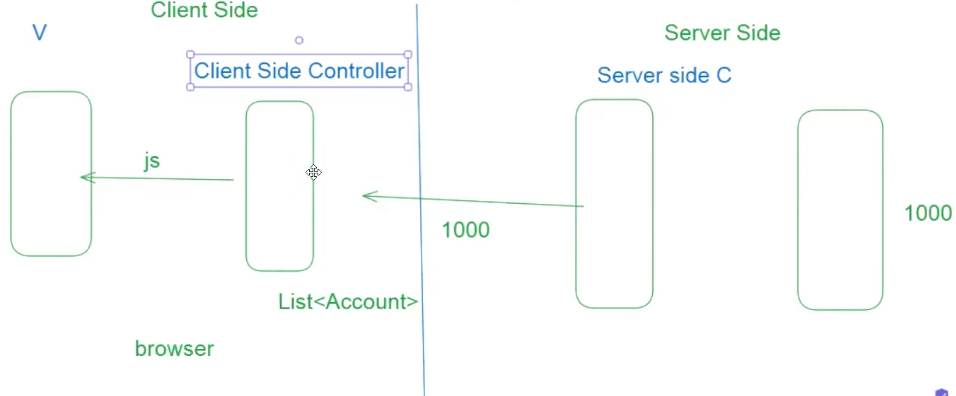 Client Side
V
Server Side
Client Side Controller
Server side C
js
1000
1000
List<Account>
browser